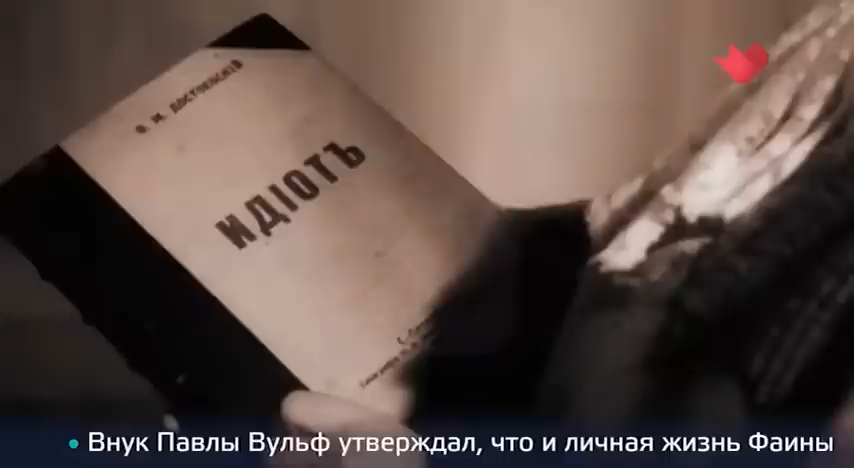 Ѳ. М. ДОСТОЕВСКІЙ
ИДІОТЪ
• Внук Павлы Вульф утверждал, что и личная жизнь Фаины